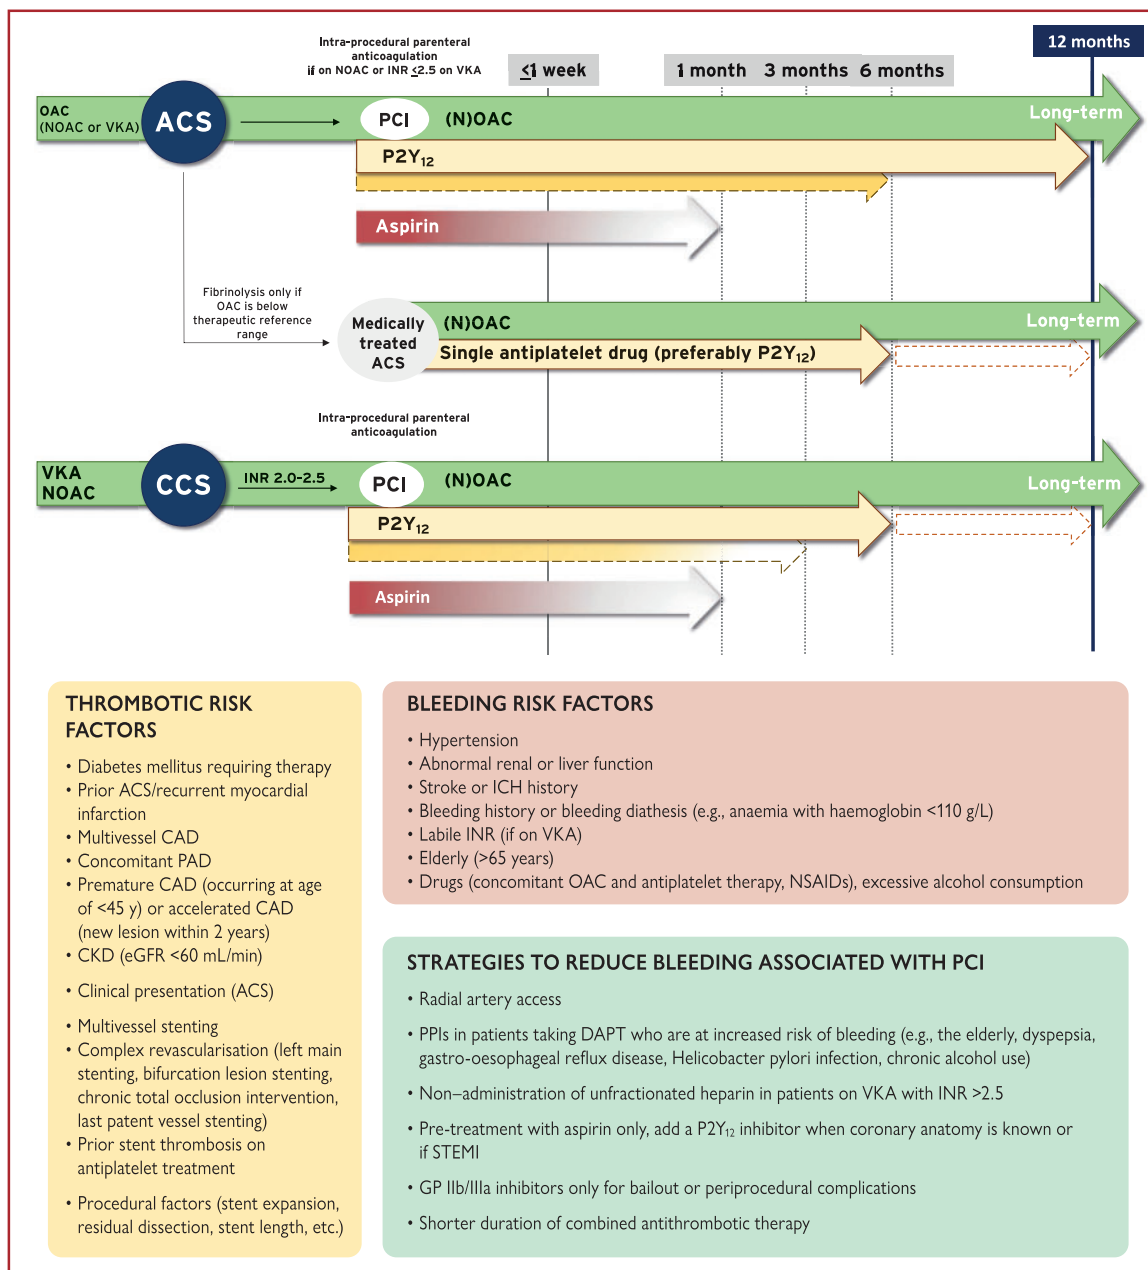 Intra-procedural parenteral
anticoagulation
if on NOAC or INR ≤2.5 on VKA
≤1 week
1 month
3 months
6 months
12 months
OAC
(NOAC or VKA)
ACS
PCI
(N)OAC
Long-term
P2Y₁₂
Aspirin
Fibrinolysis only if
OAC is below
therapeutic reference
range
Medically
treated
ACS
(N)OAC
Long-term
Single antiplatelet drug (preferably P2Y₁₂)
Intra-procedural parenteral
anticoagulation
VKA
NOAC
CCS
INR 2.0-2.5
PCI
(N)OAC
Long-term
P2Y₁₂
Aspirin
THROMBOTIC RISK
FACTORS
• Diabetes mellitus requiring therapy
• Prior ACS/recurrent myocardial
infarction
• Multivessel CAD
• Concomitant PAD
• Premature CAD (occurring at age
of <45 y) or accelerated CAD
(new lesion within 2 years)
• CKD (eGFR <60 mL/min)
• Clinical presentation (ACS)
• Multivessel stenting
• Complex revascularisation (left main
stenting, bifurcation lesion stenting,
chronic total occlusion intervention,
last patent vessel stenting)
• Prior stent thrombosis on
antiplatelet treatment
• Procedural factors (stent expansion,
residual dissection, stent length, etc.)
BLEEDING RISK FACTORS
• Hypertension
• Abnormal renal or liver function
• Stroke or ICH history
• Bleeding history or bleeding diathesis (e.g., anaemia with haemoglobin <110 g/L)
• Labile INR (if on VKA)
• Elderly (>65 years)
• Drugs (concomitant OAC and antiplatelet therapy, NSAIDs), excessive alcohol consumption
STRATEGIES TO REDUCE BLEEDING ASSOCIATED WITH PCI
• Radial artery access
• PPIs in patients taking DAPT who are at increased risk of bleeding (e.g., the elderly, dyspepsia,
gastro-oesophageal reflux disease, Helicobacter pylori infection, chronic alcohol use)
• Non–administration of unfractionated heparin in patients on VKA with INR >2.5
• Pre-treatment with aspirin only, add a P2Y₁₂ inhibitor when coronary anatomy is known or
if STEMI
• GP IIb/IIIa inhibitors only for bailout or periprocedural complications
• Shorter duration of combined antithrombotic therapy